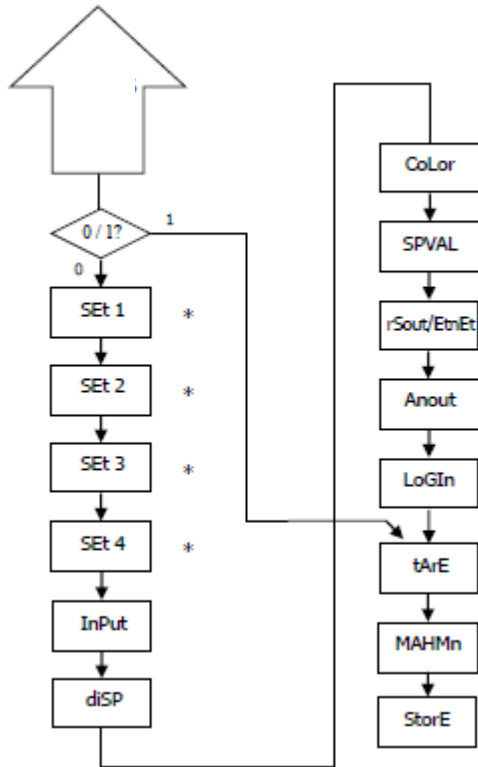 0 / 1?
1
0
SEt 1
*
SEt 2
*
SEt 3
*
SEt 4
*
InPut
diSP
CoLor
SPVAL
rSout/EtnEt
Anout
LoGIn
tArE
MAHMn
StorE